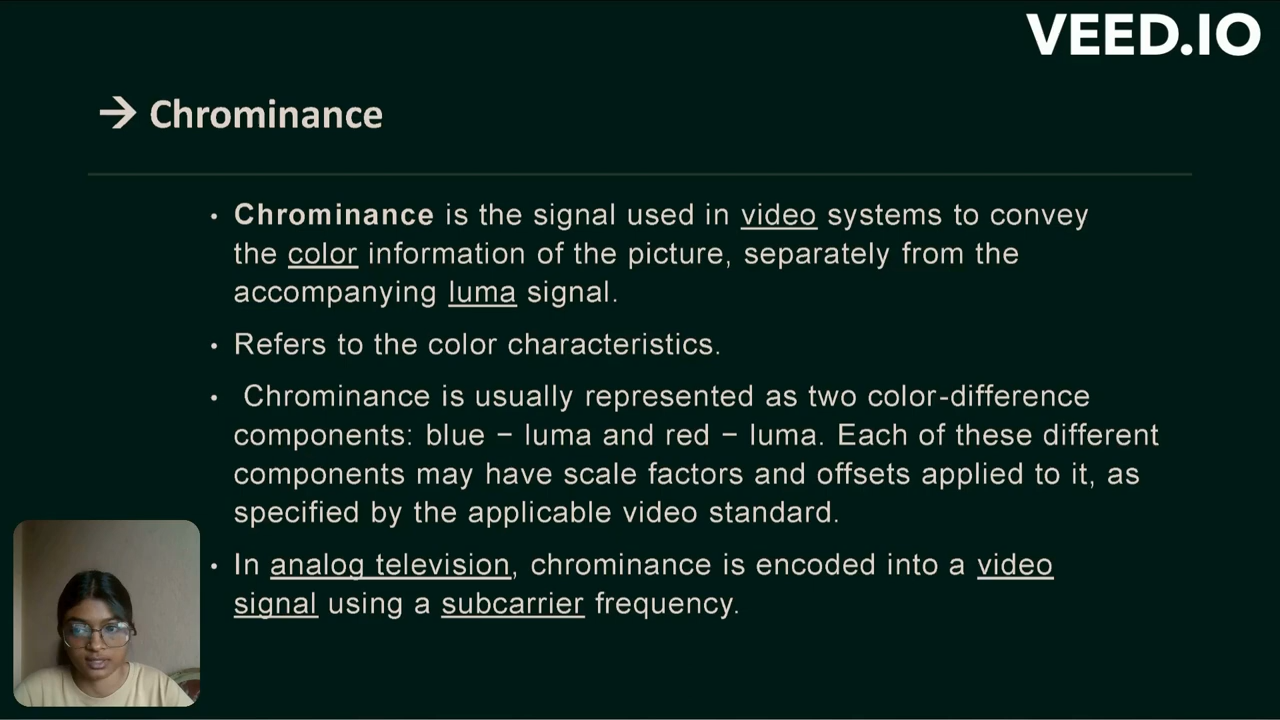 VEED.IO
→ Chrominance
• Chrominance is the signal used in video systems to convey
the color information of the picture, separately from the
accompanying luma signal.
• Refers to the color characteristics.
• Chrominance is usually represented as two color-difference
components: blue − luma and red − luma. Each of these different
components may have scale factors and offsets applied to it, as
specified by the applicable video standard.
• In analog television, chrominance is encoded into a video
signal using a subcarrier frequency.